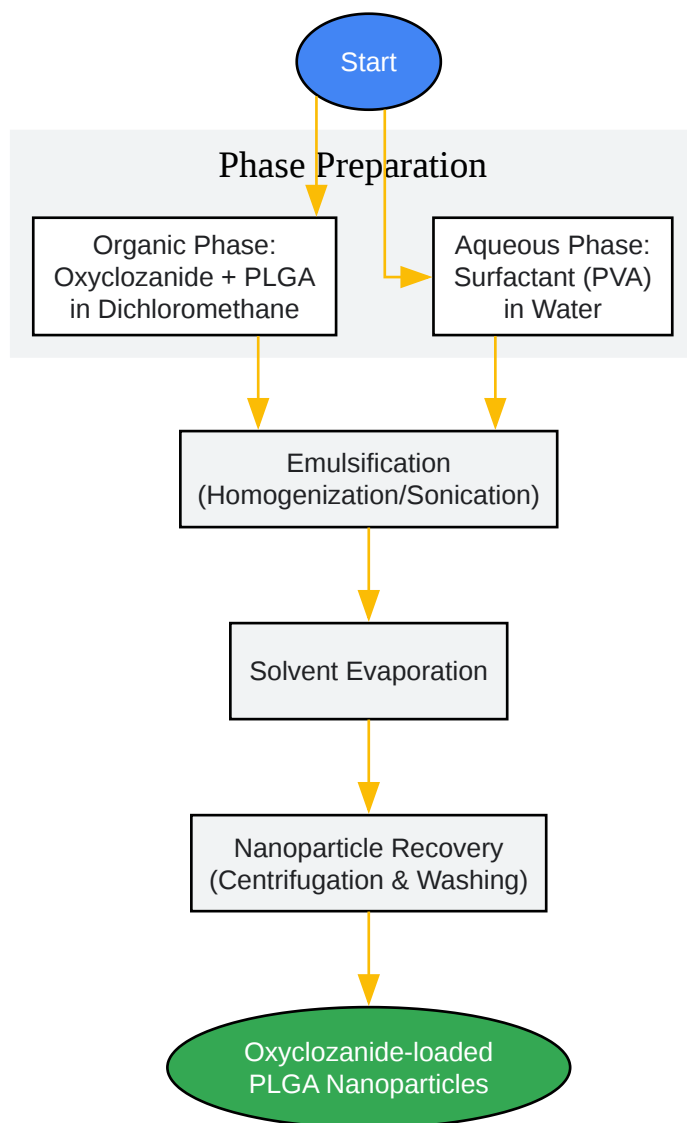 Start
Phase Preparation
Organic Phase:
Oxyclozanide + PLGA
in Dichloromethane
Aqueous Phase:
Surfactant (PVA)
in Water
Emulsification
(Homogenization/Sonication)
Solvent Evaporation
Nanoparticle Recovery
(Centrifugation & Washing)
Oxyclozanide-loaded
PLGA Nanoparticles